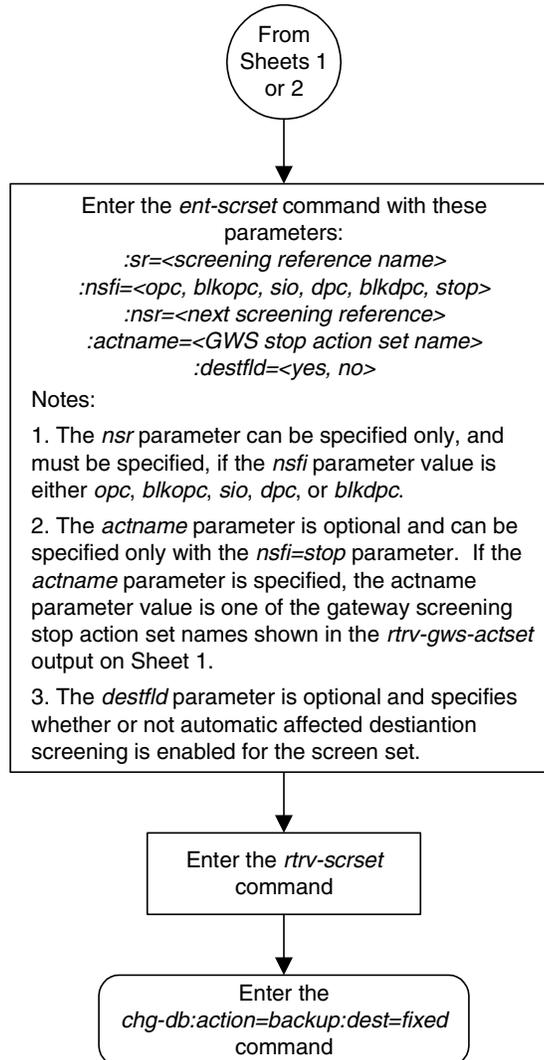 From
Sheets 1
or 2
Enter the ent-scrset command with these
parameters:
:sr=<screening reference name>
:nsfi=<opc, blkopc, sio, dpc, blkdpc, stop>
:nsr=<next screening reference>
:actname=<GWS stop action set name>
:destfld=<yes, no>
Notes:
1. The nsr parameter can be specified only, and
must be specified, if the nsfi parameter value is
either opc, blkopc, sio, dpc, or blkdpc.
2. The actname parameter is optional and can be
specified only with the nsfi=stop parameter.  If the
actname parameter is specified, the actname
parameter value is one of the gateway screening
stop action set names shown in the rtrv-gws-actset
output on Sheet 1.
3. The destfld parameter is optional and specifies
whether or not automatic affected destiantion
screening is enabled for the screen set.
Enter the rtrv-scrset
command
Enter the
chg-db:action=backup:dest=fixed
command